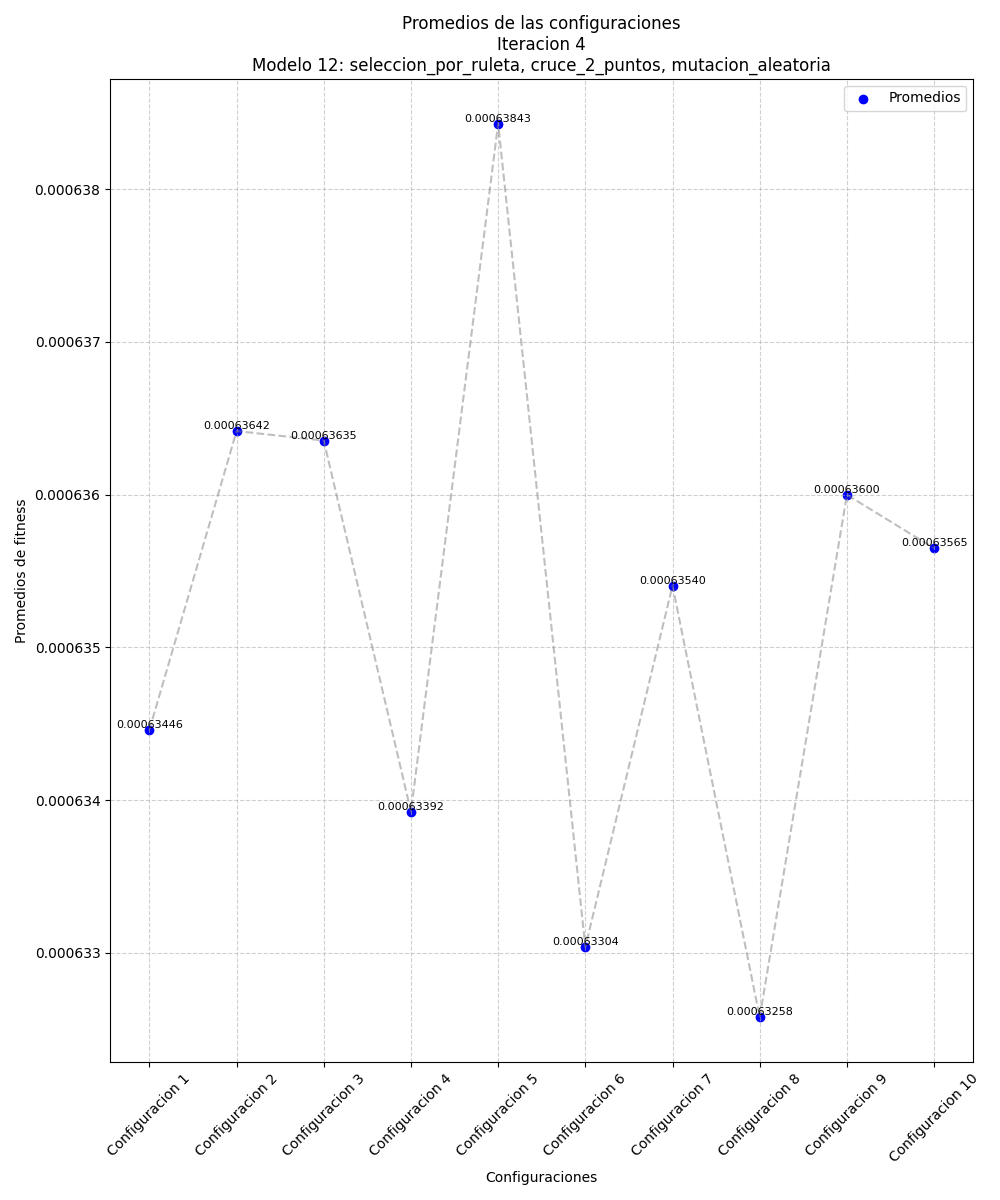 Promedios de las configuraciones
Iteracion 4
Modelo 12: seleccion_por_ruleta, cruce_2_puntos, mutacion_aleatoria
Promedios
0.00063843
0.000638
0.000637
0.00063642
0.00063635
0.000636
0.00063600
0.00063565
0.00063540
Promedios de fitness
0.000635
0.00063446
0.000634
0.00063392
0.00063304
0.000633
0.00063258
Configuracion 1
Configuracion 2
Configuracion 3
Configuracion 4
Configuracion 5
Configuracion 6
Configuracion 7
Configuracion 8
Configuracion 9
Configuracion 10
Configuraciones